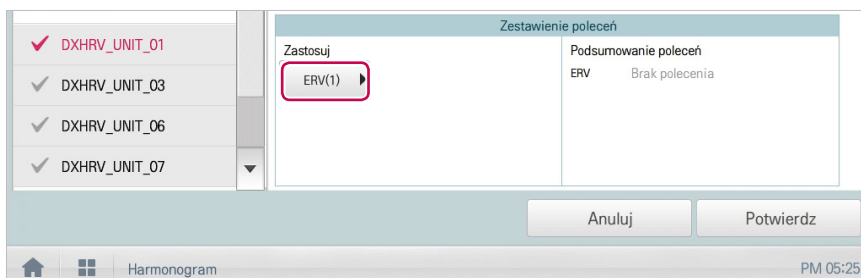 DXHRV_UNIT_01
DXHRV_UNIT_03
DXHRV_UNIT_06
DXHRV_UNIT_07
Zestawienie poleceń
Zastosuj
ERV(1)
Podsumowanie poleceń
ERV Brak polecenia
Anuluj
Potwierdz
Harmonogram
PM 05:25